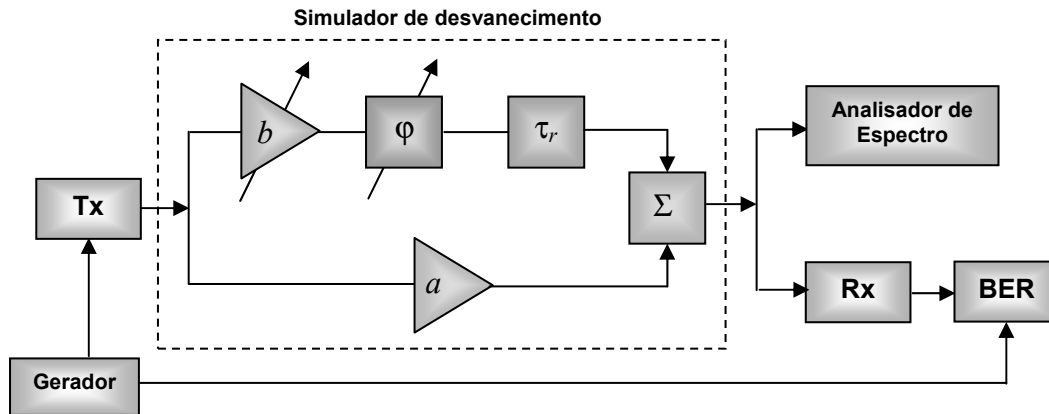 Simulador de desvanecimento
b
φ
τr
Analisador de
Espectro
Tx
Σ
a
Rx
BER
Gerador